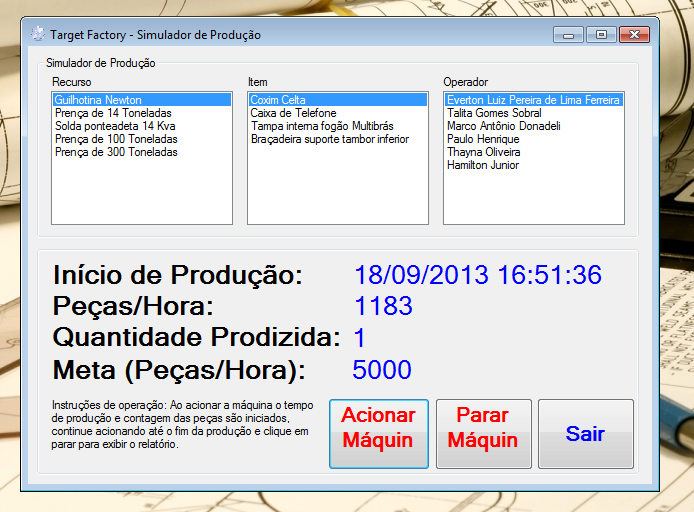 Target Factory - Simulador de Produção
Simulador de Produção
Recurso
Guilhotina Newton
Prença de 14 Toneladas
Solda ponteadeta 14 Kva
Prença de 100 Toneladas
Prença de 300 Toneladas
Item
Coxim Celta
Caixa de Telefone
Tampa interna fogão Multibrás
Braçadeira suporte tambor inferior
Operador
Everton Luiz Pereira de Lima Ferreira
Talita Gomes Sobral
Marco Antônio Donadeli
Paulo Henrique
Thayna Oliveira
Hamilton Junior
Início de Produção: 18/09/2013 16:51:36
Peças/Hora: 1183
Quantidade Prodizida: 1
Meta (Peças/Hora): 5000
Instruções de operação: Ao acionar a máquina o tempo
de produção e contagem das peças são iniciados,
continue acionando até o fim da produção e clique em
parar para exibir o relatório.
Acionar
Máquin
Parar
Máquin
Sair